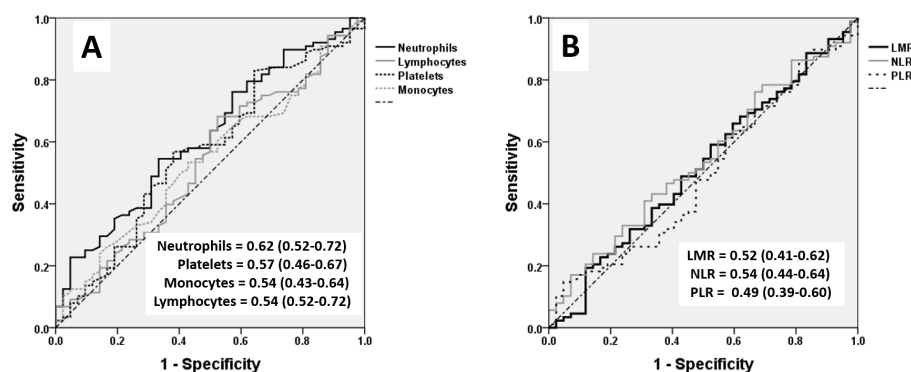 A
Neutrophils
Lymphocytes
Platelets
Monocytes
Sensitivity
1.0
0.8
0.6
0.4
0.2
0.0
Neutrophils = 0.62 (0.52-0.72)
Platelets = 0.57 (0.46-0.67)
Monocytes = 0.54 (0.43-0.64)
Lymphocytes = 0.54 (0.52-0.72)
0.0 0.2 0.4 0.6 0.8 1.0
1 - Specificity
B
LMR
NLR
PLR
Sensitivity
1.0
0.8
0.6
0.4
0.2
0.0
LMR = 0.52 (0.41-0.62)
NLR = 0.54 (0.44-0.64)
PLR = 0.49 (0.39-0.60)
0.0 0.2 0.4 0.6 0.8 1.0
1 - Specificity